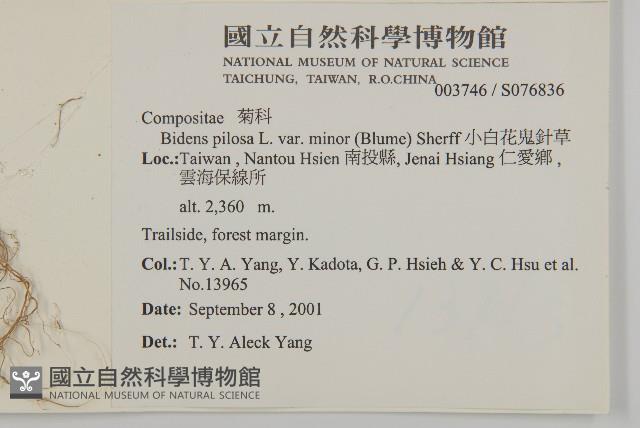 國立自然科學博物館
NATIONAL MUSEUM OF NATURAL SCIENCE
TAICHUNG, TAIWAN, R.O.CHINA
003746 / S076836
Compositae 菊科
Bidens pilosa L. var. minor (Blume) Sherff 小白花鬼針草
Loc.:Taiwan , Nantou Hsien 南投縣, Jenai Hsiang 仁愛鄉 ,
雲海保線所
alt. 2,360 m.
Trailside, forest margin.
Col.: T. Y. A. Yang, Y. Kadota, G. P. Hsieh & Y. C. Hsu et al.
No.13965
Date: September 8 , 2001
Det.: T. Y. Aleck Yang
國立自然科學博物館
NATIONAL MUSEUM OF NATURAL SCIENCE